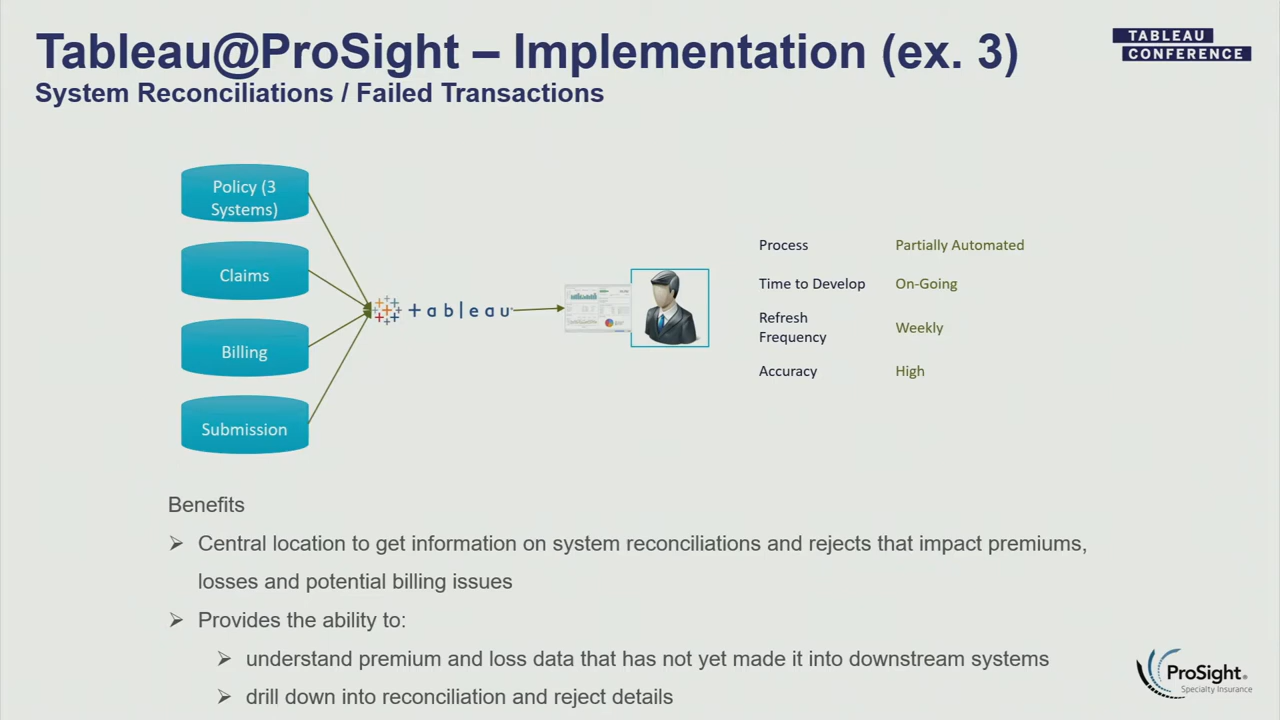 Tableau@ProSight – Implementation (ex. 3)
System Reconciliations / Failed Transactions
TABLEAU
CONFERENCE
Policy (3
Systems)
Claims
Billing
Submission
+ableau
Process Partially Automated
Time to Develop On-Going
Refresh
Frequency Weekly
Accuracy High
Benefits
➢ Central location to get information on system reconciliations and rejects that impact premiums,
losses and potential billing issues
➢ Provides the ability to:
➢ understand premium and loss data that has not yet made it into downstream systems
➢ drill down into reconciliation and reject details
ProSight®
Specialty Insurance